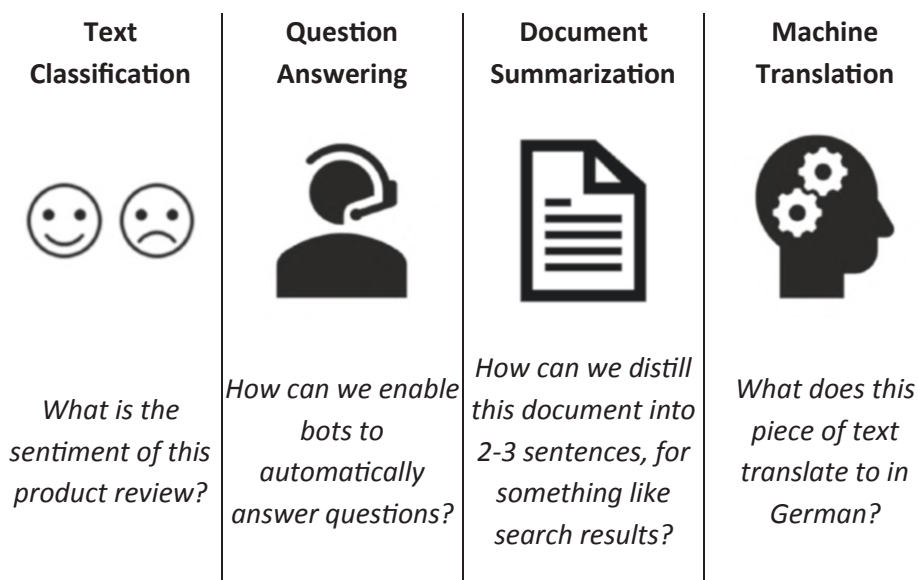 Text
Classification
What is the
sentiment of this
product review?
Question
Answering
How can we enable
bots to
automatically
answer questions?
Document
Summarization
How can we distill
this document into
2-3 sentences, for
something like
search results?
Machine
Translation
What does this
piece of text
translate to in
German?